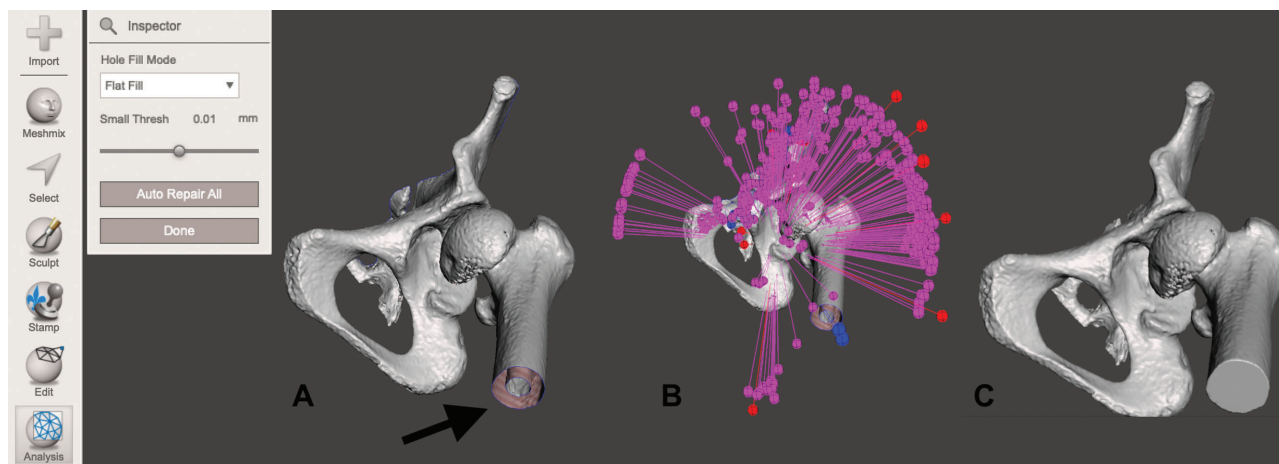 Import
Meshmix
Select
Sculpt
Stamp
Edit
Analysis
Inspector
Hole Fill Mode
Flat Fill
Small Thresh 0.01 mm
Auto Repair All
Done
A
B
C